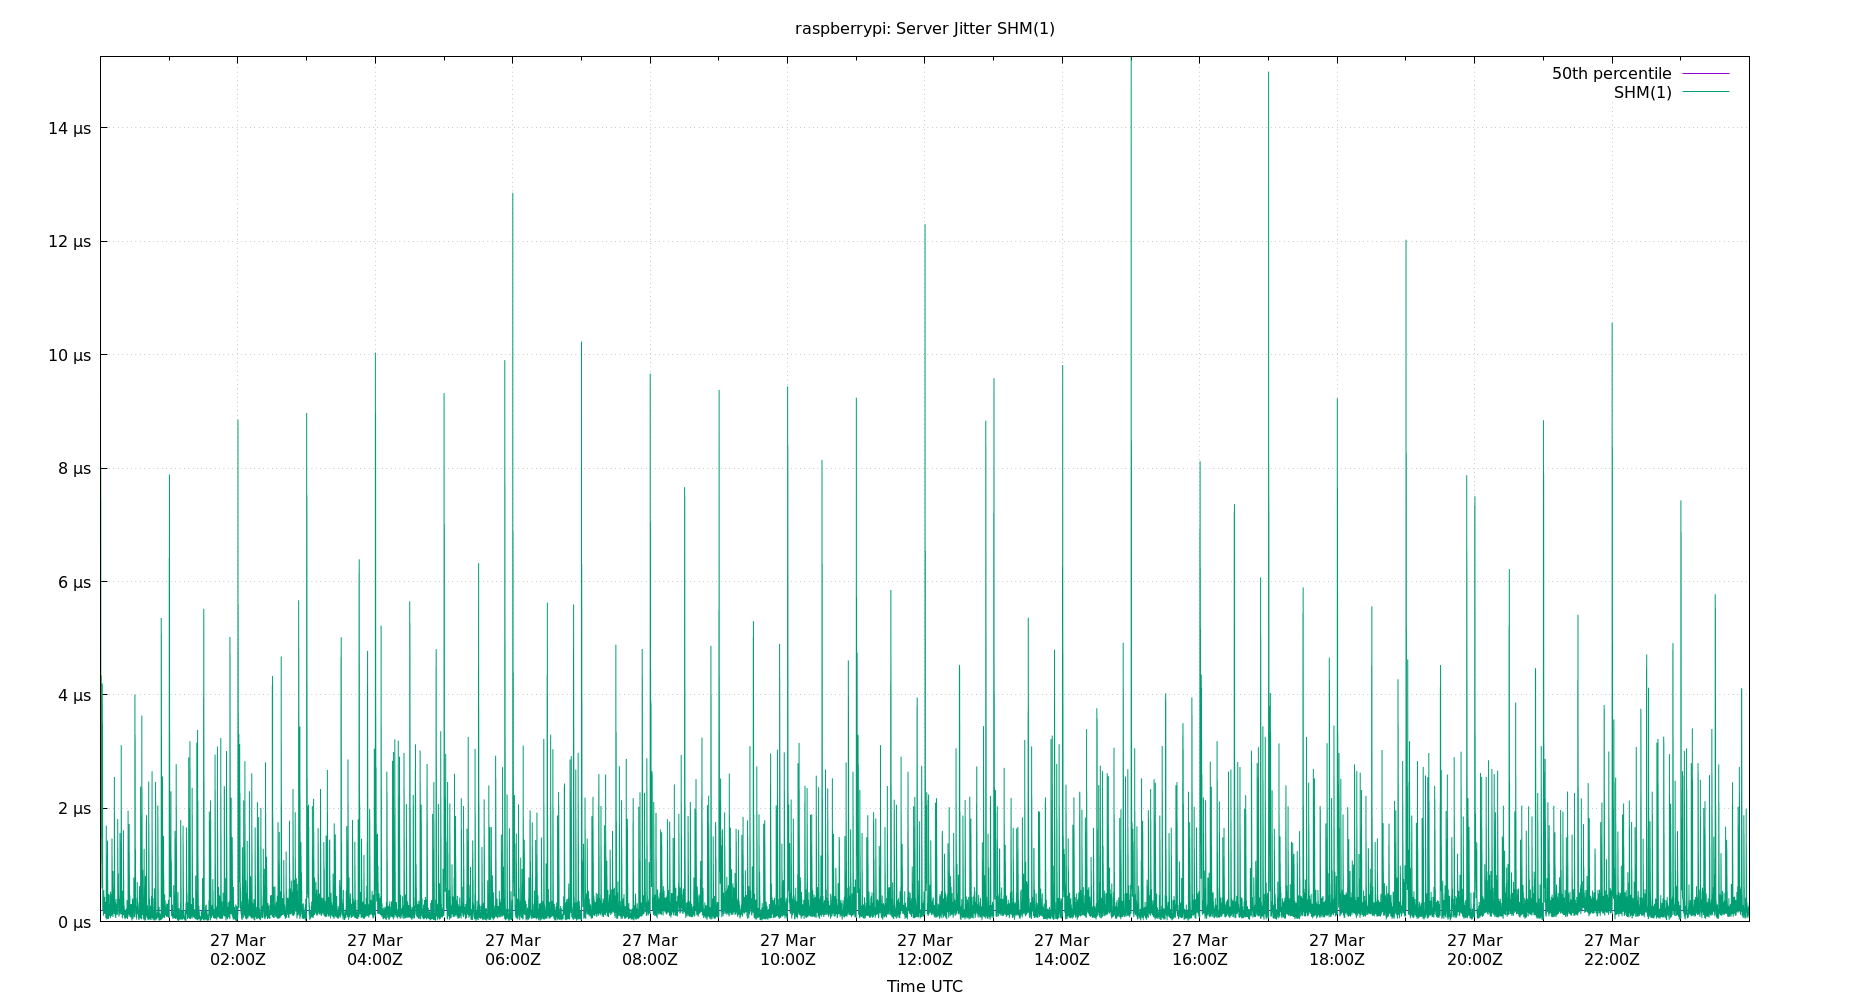 raspberrypi: Server Jitter SHM(1)
50th percentile
SHM(1)
14 µs
12 µs
10 µs
8 µs
6 µs
4 µs
2 µs
0 µs
27 Mar 27 Mar 27 Mar 27 Mar 27 Mar 27 Mar 27 Mar 27 Mar 27 Mar 27 Mar 27 Mar
02:00Z 04:00Z 06:00Z 08:00Z 10:00Z 12:00Z 14:00Z 16:00Z 18:00Z 20:00Z 22:00Z
Time UTC